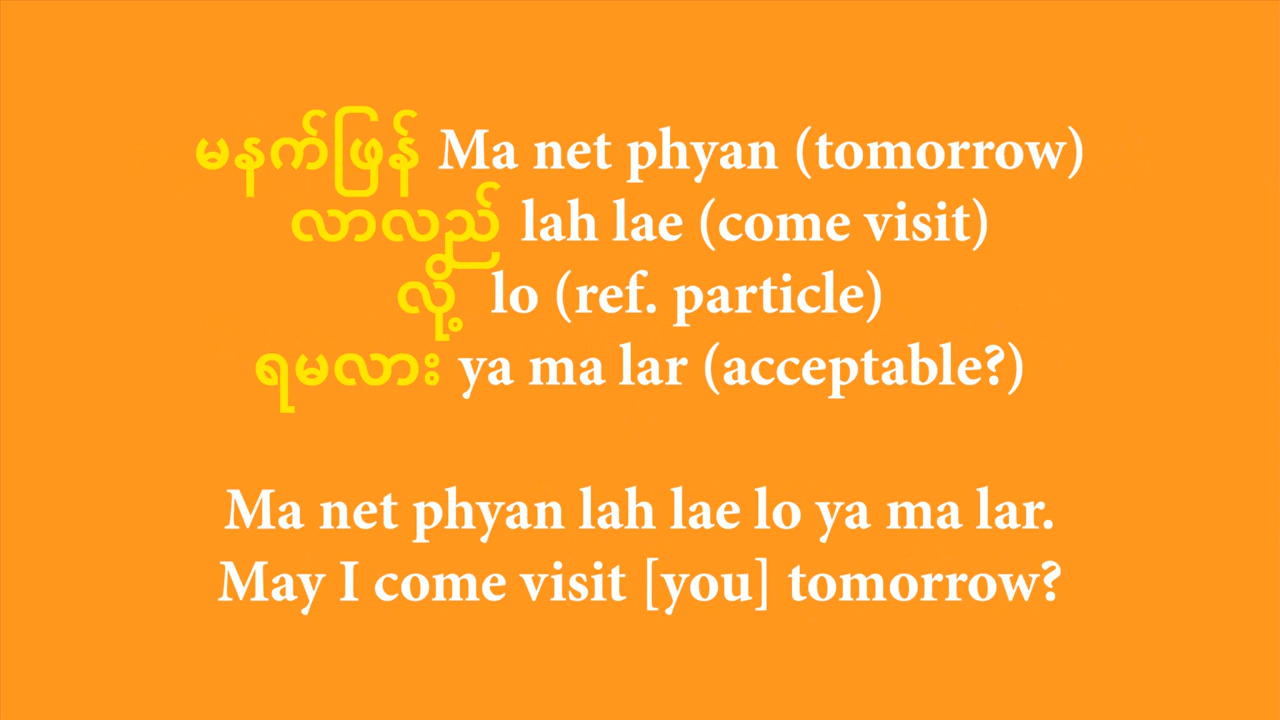 မနက်ဖြန် Ma net phyan (tomorrow)
လာလည် lah lae (come visit)
လို့ lo (ref. particle)
ရမလား ya ma lar (acceptable?)
Ma net phyan lah lae lo ya ma lar.
May I come visit [you] tomorrow?